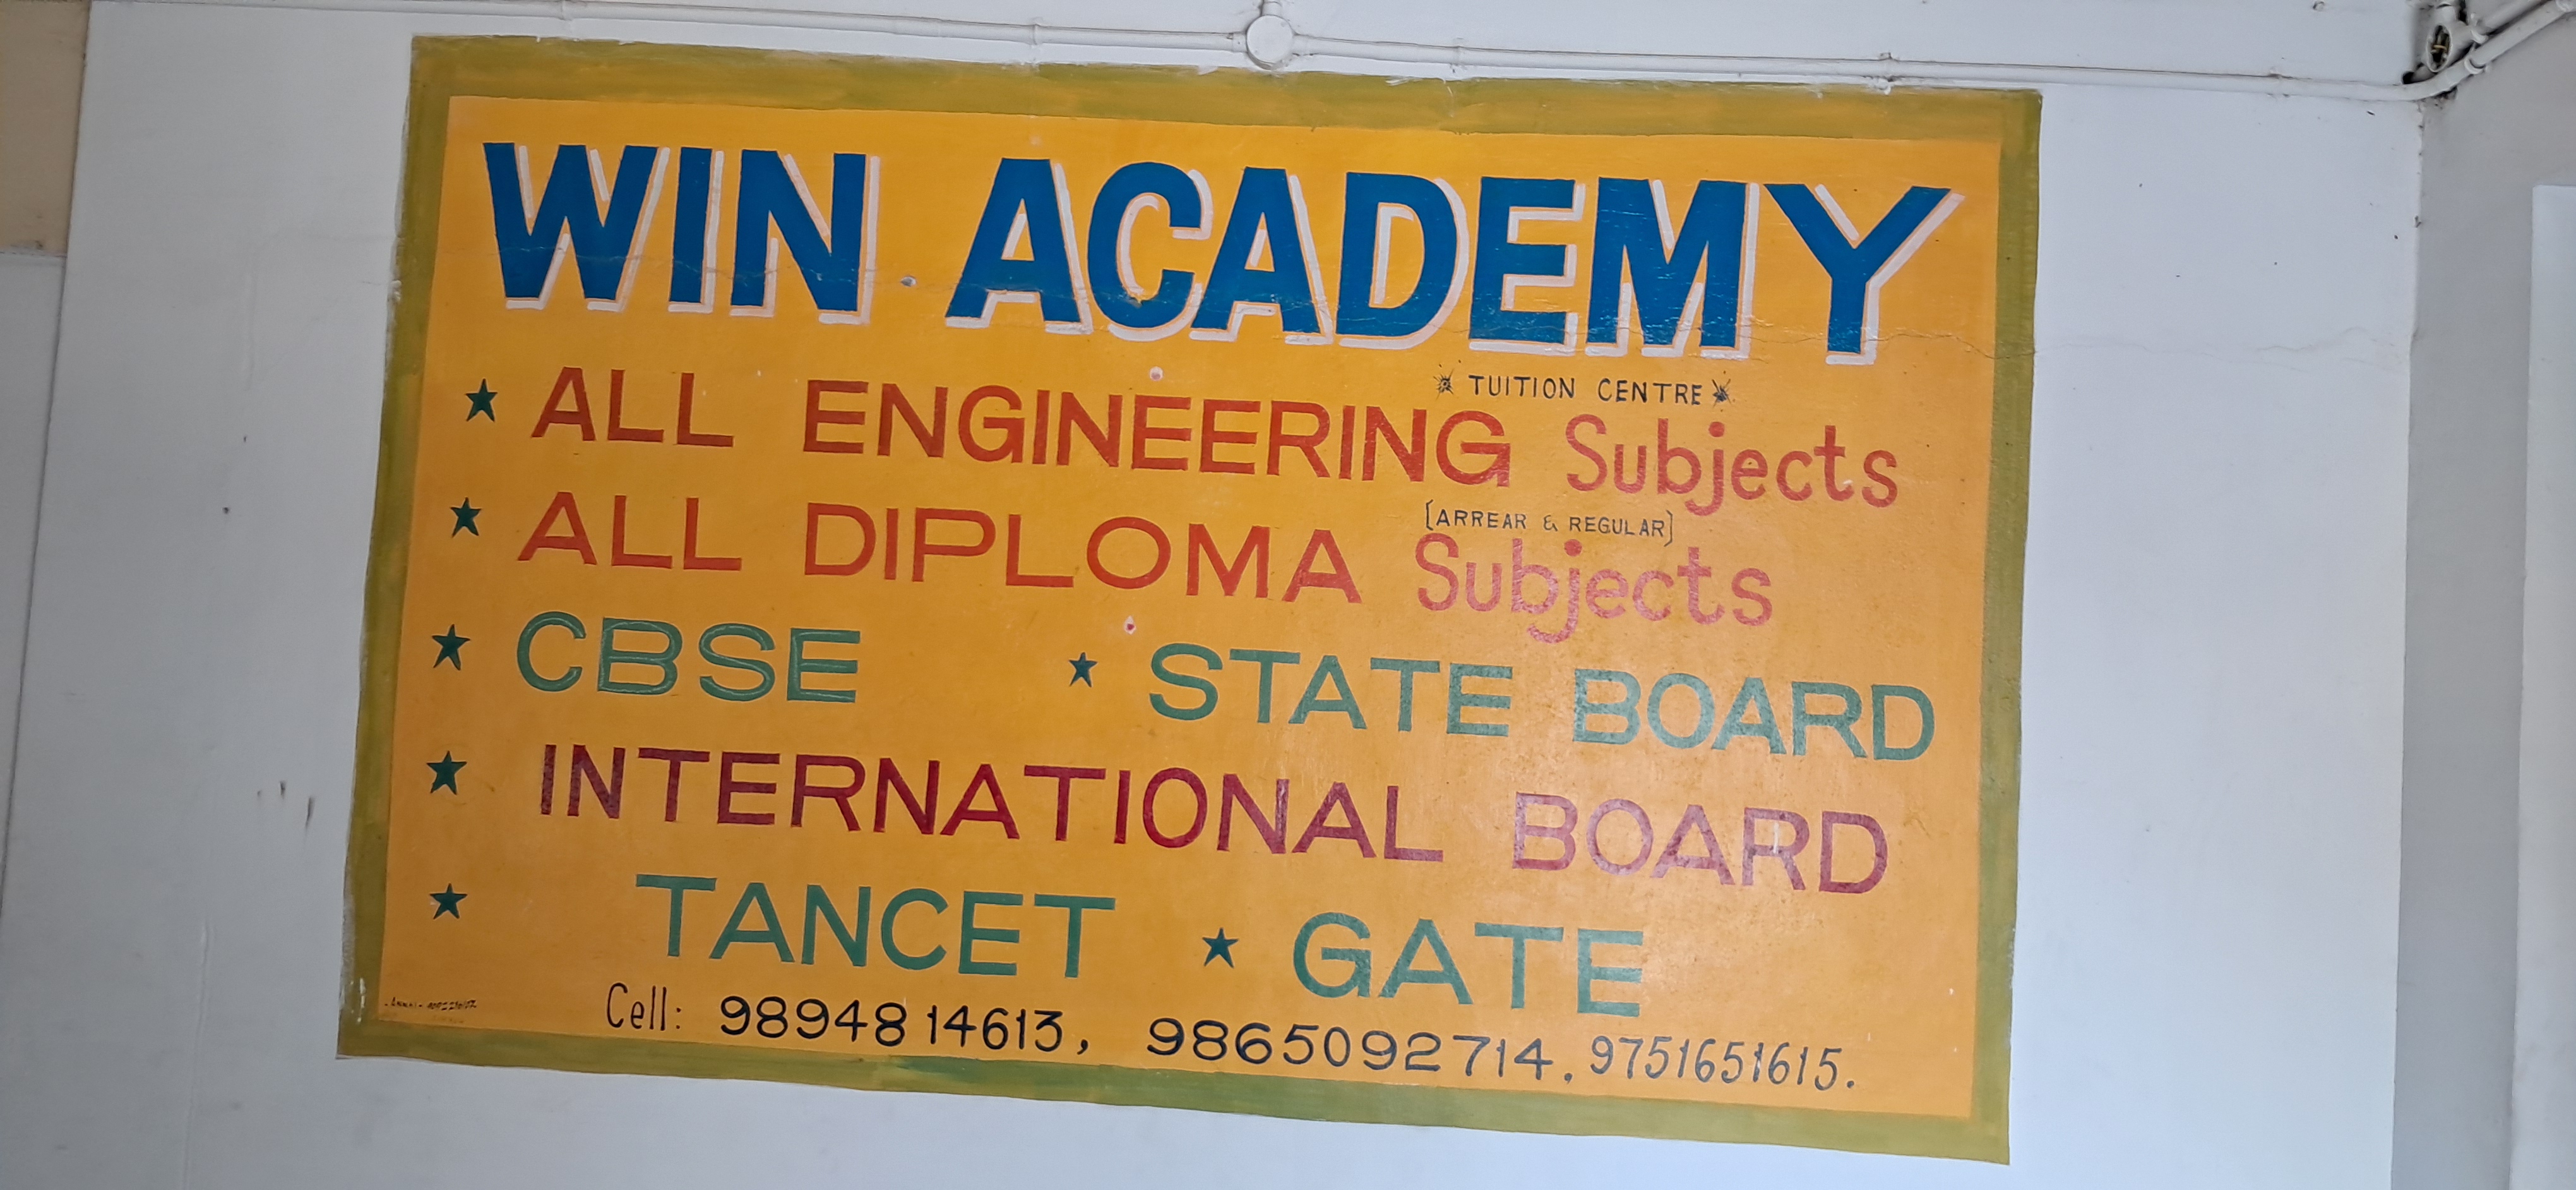 WIN ACADEMY
TUITION CENTRE
★ ALL ENGINEERING Subjects
[ARREAR & REGULAR]
★ ALL DIPLOMA Subjects
★ CBSE ★ STATE BOARD
★ INTERNATIONAL BOARD
★ TANCET ★ GATE
Cell: 9894814613, 9865092714, 9751651615.